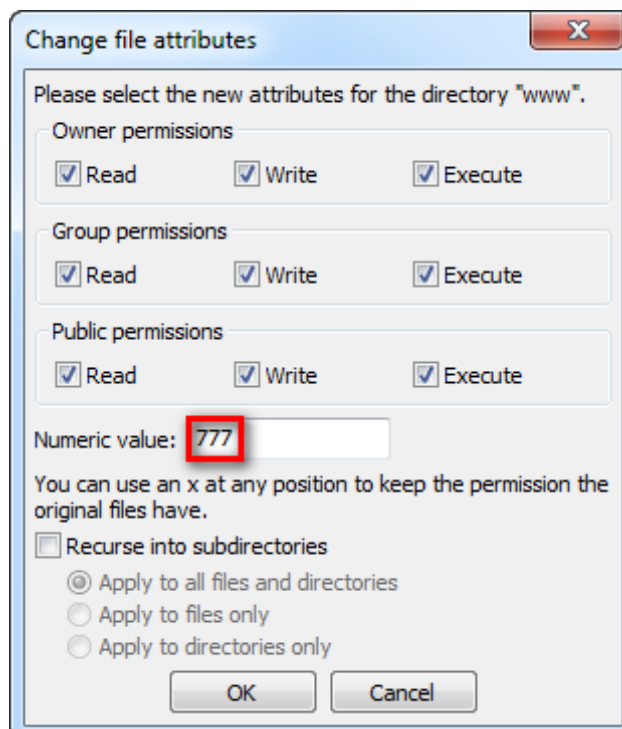 Change file attributes
Please select the new attributes for the directory "www".
Owner permissions
Read Write Execute
Group permissions
Read Write Execute
Public permissions
Read Write Execute
Numeric value: 777
You can use an x at any position to keep the permission the
original files have.
Recurse into subdirectories
Apply to all files and directories
Apply to files only
Apply to directories only
OK Cancel